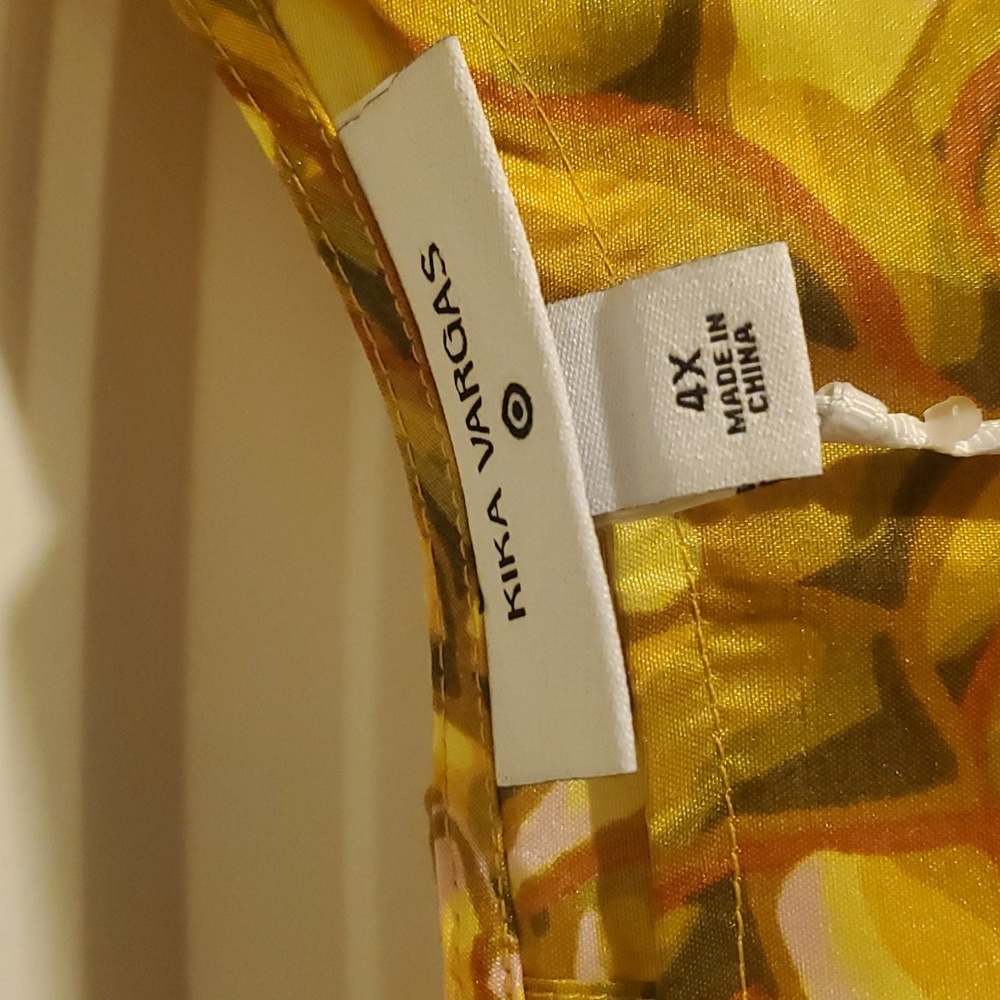 KIKA VARGAS
4X
MADE IN
CHINA